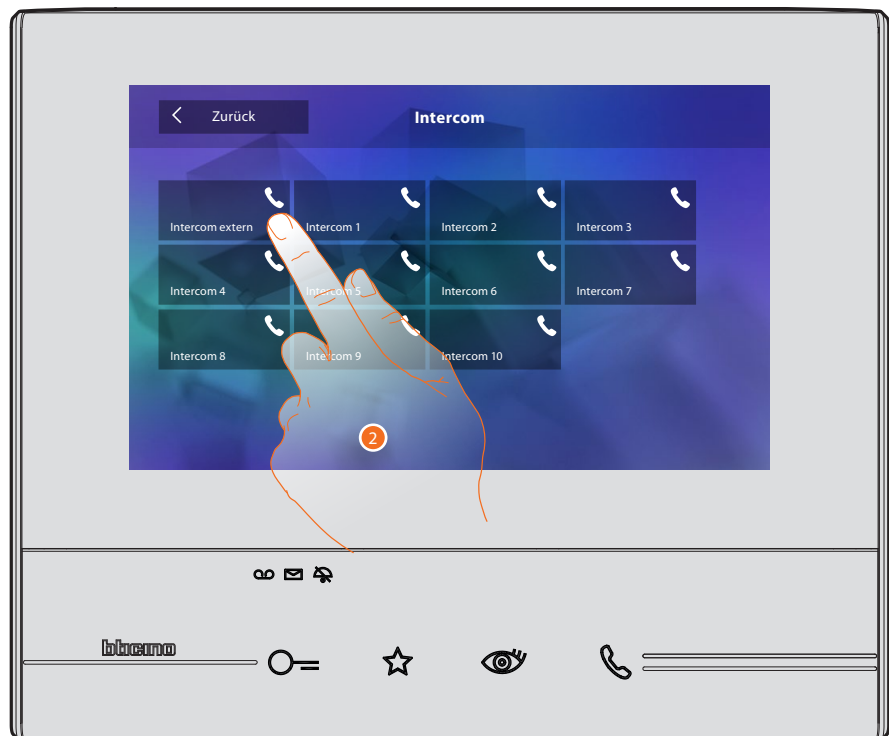 Zurück
Intercom
Intercom extern
Intercom 1
Intercom 2
Intercom 3
Intercom 4
Intercom 5
Intercom 6
Intercom 7
Intercom 8
Intercom 9
Intercom 10
2
bticino